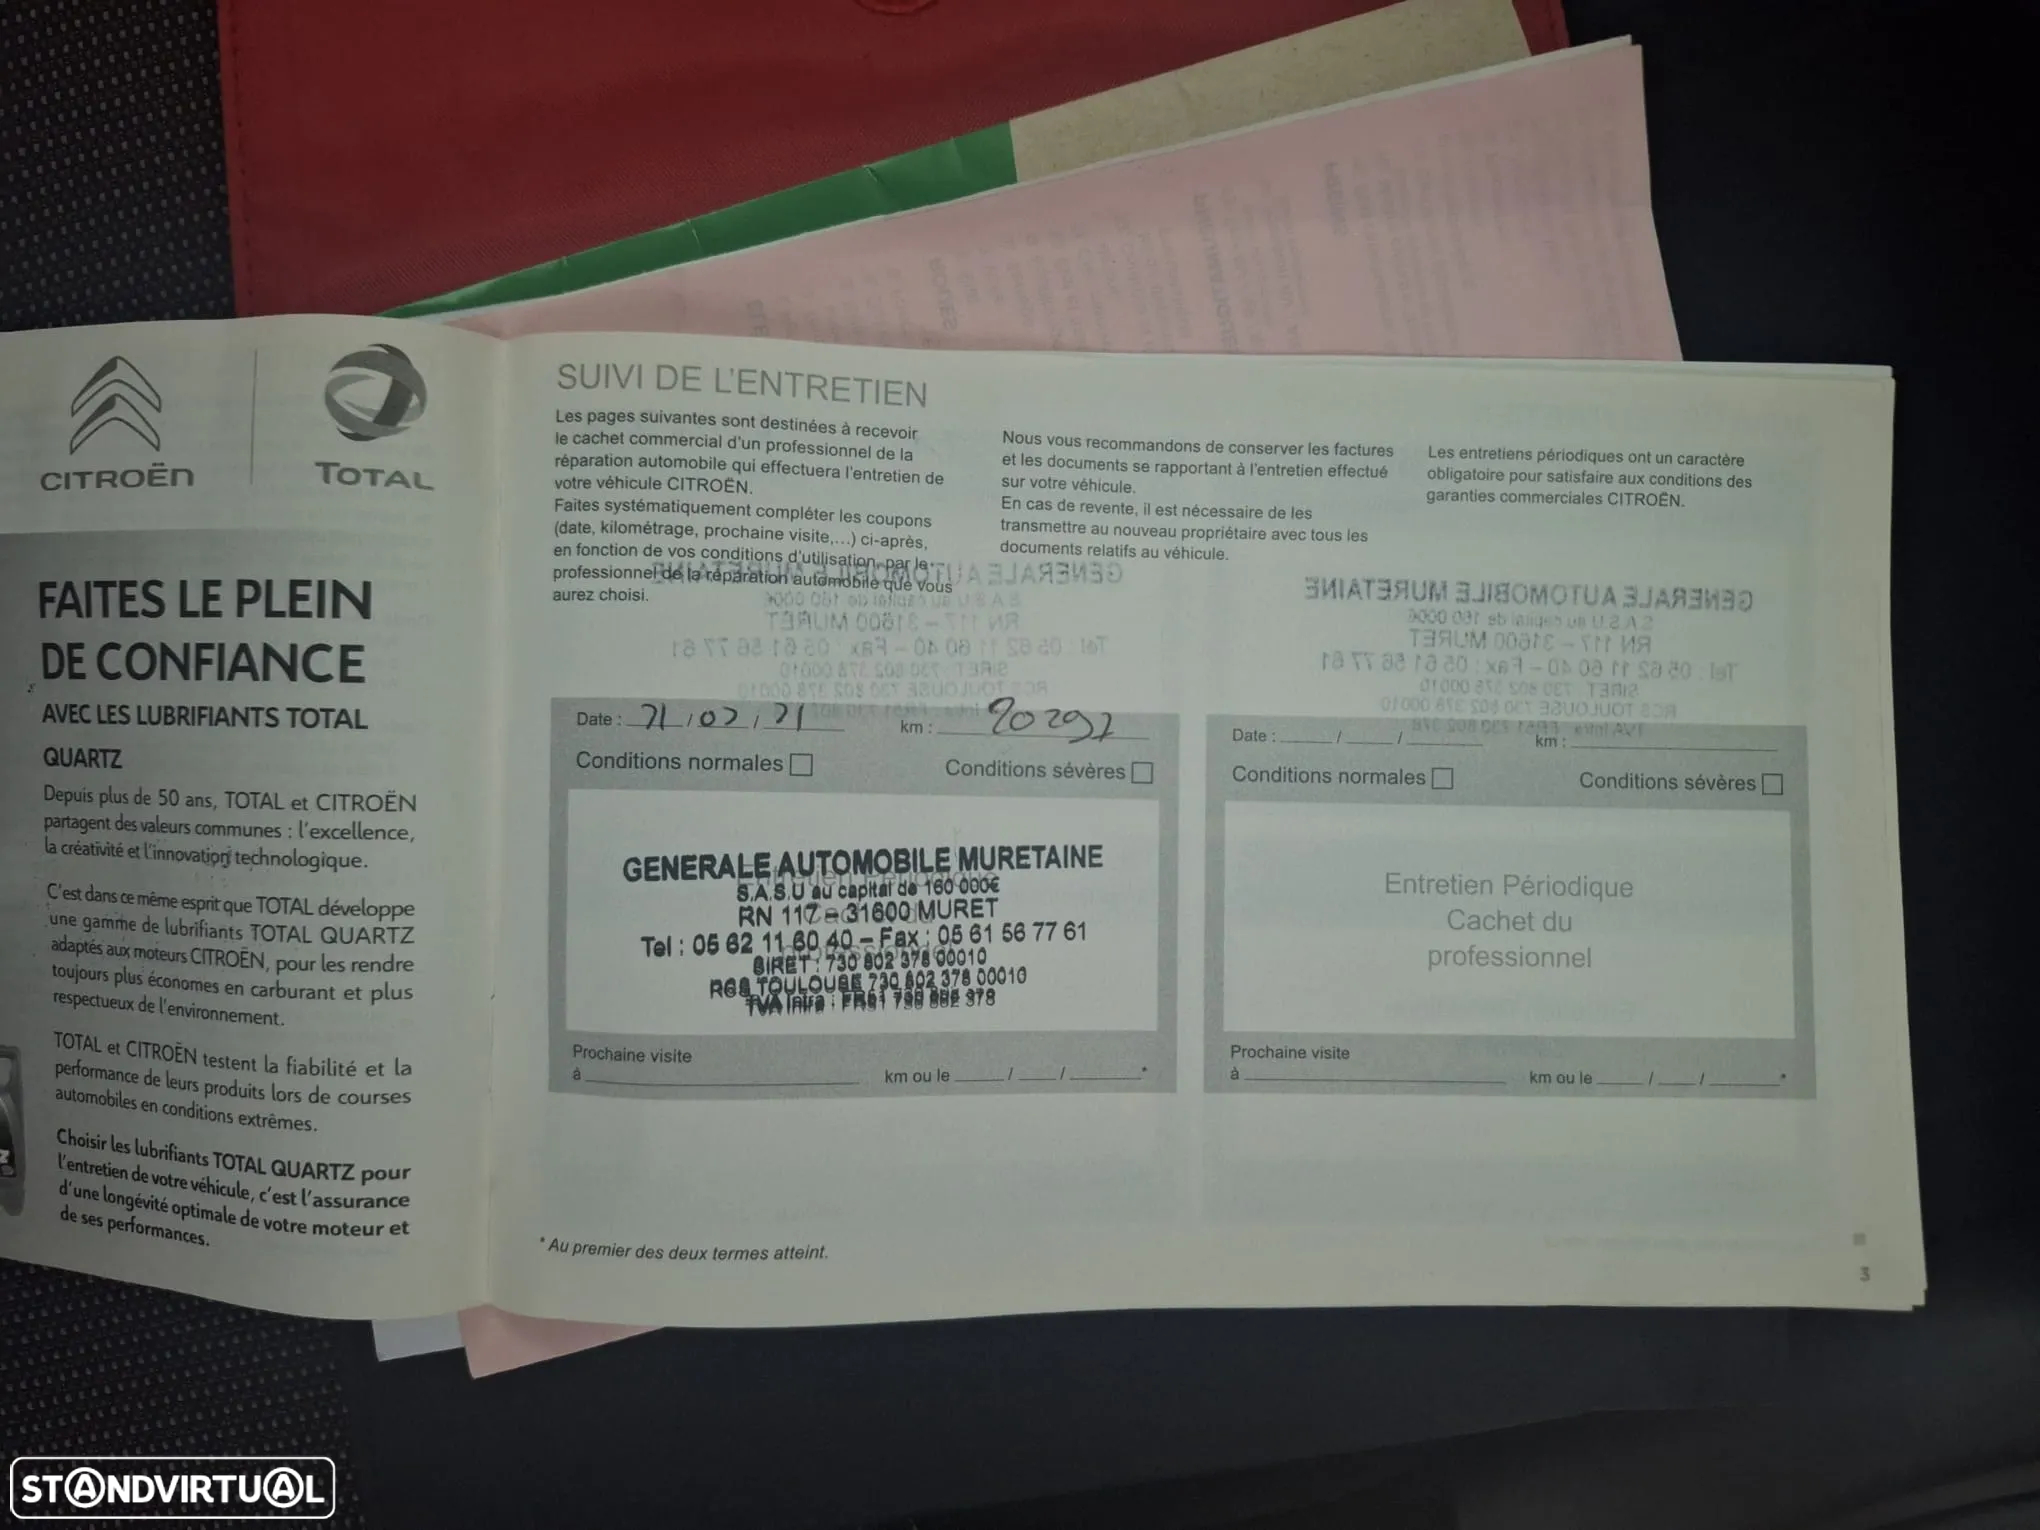 CITROËN
TOTAL
FAITES LE PLEIN
DE CONFIANCE
AVEC LES LUBRIFIANTS TOTAL
QUARTZ
Depuis plus de 50 ans, TOTAL et CITROËN
partagent des valeurs communes : l'excellence,
la créativité et l'innovation technologique.
C'est dans ce même esprit que TOTAL développe
une gamme de lubrifiants TOTAL QUARTZ
adaptés aux moteurs CITROËN, pour les rendre
toujours plus économes en carburant et plus
respectueux de l'environnement.
TOTAL et CITROËN testent la fiabilité et la
performance de leurs produits lors de courses
automobiles en conditions extrêmes.
Choisir les lubrifiants TOTAL QUARTZ pour
l'entretien de votre véhicule, c'est l'assurance
d'une longévité optimale de votre moteur et
de ses performances.
SUIVI DE L'ENTRETIEN
Les pages suivantes sont destinées à recevoir
le cachet commercial d'un professionnel de la
réparation automobile qui effectuera l'entretien de
votre véhicule CITROËN.
Faites systématiquement compléter les coupons
(date, kilométrage, prochaine visite,...) ci-après,
en fonction de vos conditions d'utilisation, par le
professionnel de la réparation automobile que vous
aurez choisi.
Nous vous recommandons de conserver les factures
et les documents se rapportant à l'entretien effectué
sur votre véhicule.
En cas de revente, il est nécessaire de les
transmettre au nouveau propriétaire avec tous les
documents relatifs au véhicule.
Les entretiens périodiques ont un caractère
obligatoire pour satisfaire aux conditions des
garanties commerciales CITROËN.
Date : / / km :
Conditions normales Conditions sévères
GENERALE AUTOMOBILE MURETAINE
S.A.S.U au capital de 160 000€
RN 117 – 31600 MURET
Tel : 05 62 11 60 40 – Fax : 05 61 56 77 61
SIRET : 730 802 378 00010
RCS TOULOUSE 730 802 378 00010
TVA Intra : FR51 730 802 378
Prochaine visite
à km ou le / / *
Date : / / km :
Conditions normales Conditions sévères
Entretien Périodique
Cachet du
professionnel
Prochaine visite
à km ou le / / *
* Au premier des deux termes atteint.
3
STANDVIRTUAL